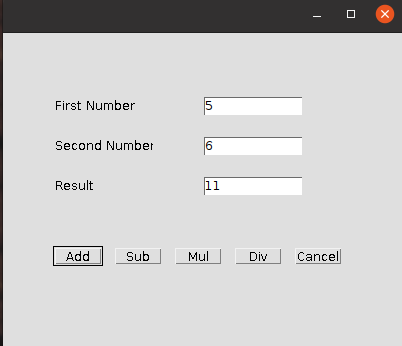 First Number 5
Second Number 6
Result 11
Add Sub Mul Div Cancel